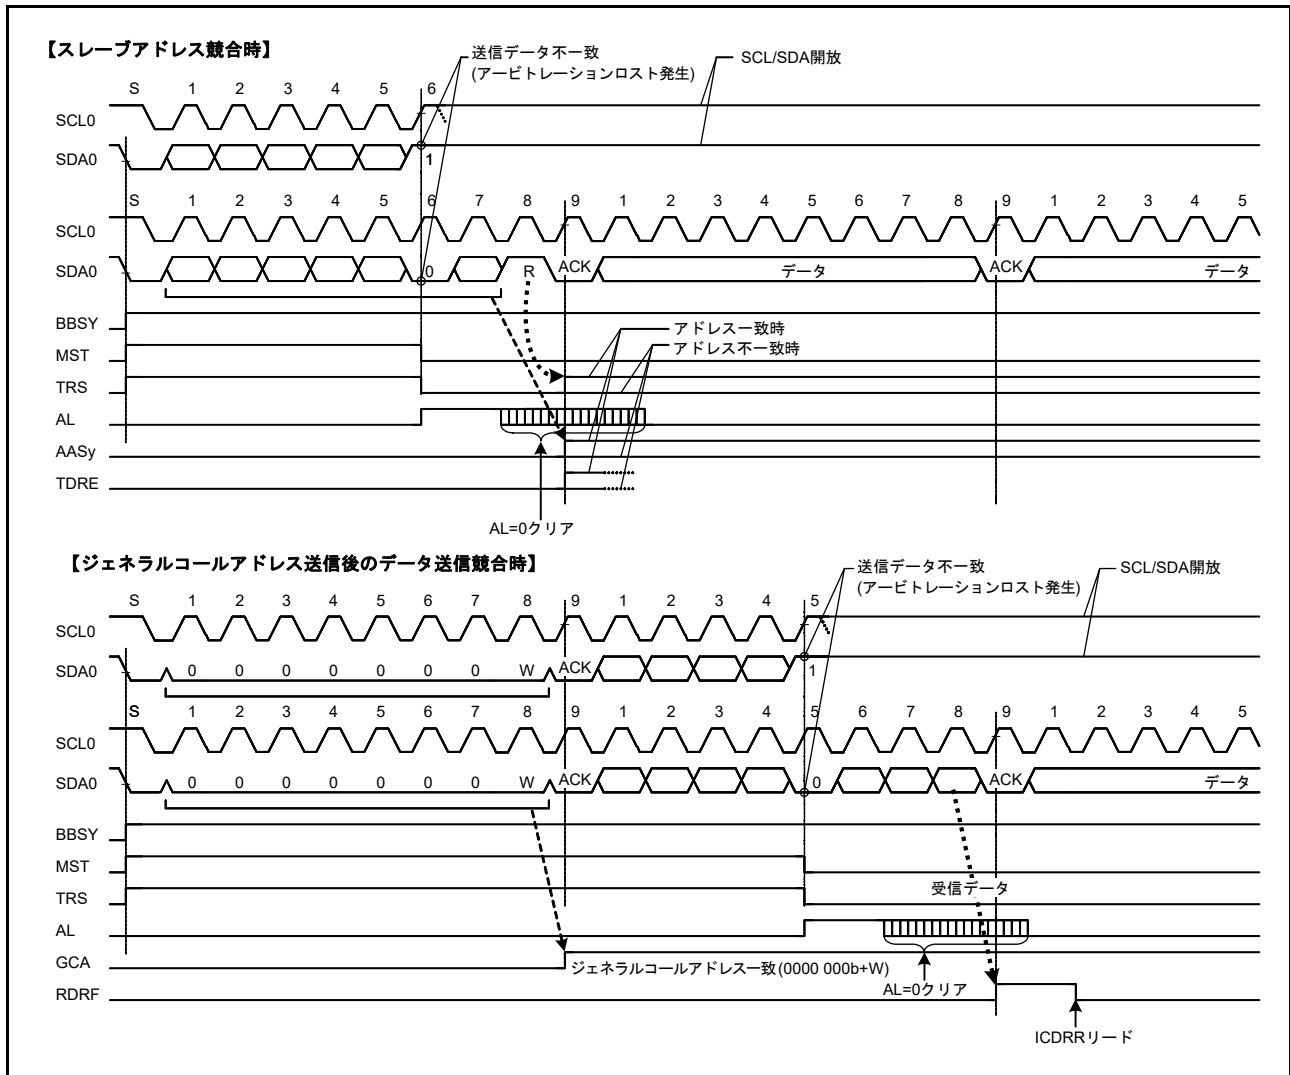 【スレーブアドレス競合時】
送信データ不一致
(アービトレーションロスト発生)
SCL/SDA開放
S 1 2 3 4 5 6
SCL0
SDA0 1
S 1 2 3 4 5 6 7 8 9 1 2 3 4 5 6 7 8 9 1 2 3 4 5
SCL0
SDA0 0 R ACK データ ACK データ
BBSY
アドレス一致時
MST
アドレス不一致時
TRS
AL
AASy
TDRE
AL=0クリア
【ジェネラルコールアドレス送信後のデータ送信競合時】
送信データ不一致
(アービトレーションロスト発生)
SCL/SDA開放
S 1 2 3 4 5 6 7 8 9 1 2 3 4 5
SCL0
SDA0 0 0 0 0 0 0 0 W ACK 1
S 1 2 3 4 5 6 7 8 9 1 2 3 4 5 6 7 8 9 1 2 3 4 5
SCL0
SDA0 0 0 0 0 0 0 0 W ACK 0 ACK データ
BBSY
MST
TRS 受信データ
AL
GCA ジェネラルコールアドレス一致(0000 000b+W)
AL=0クリア
RDRF
ICDRRリード